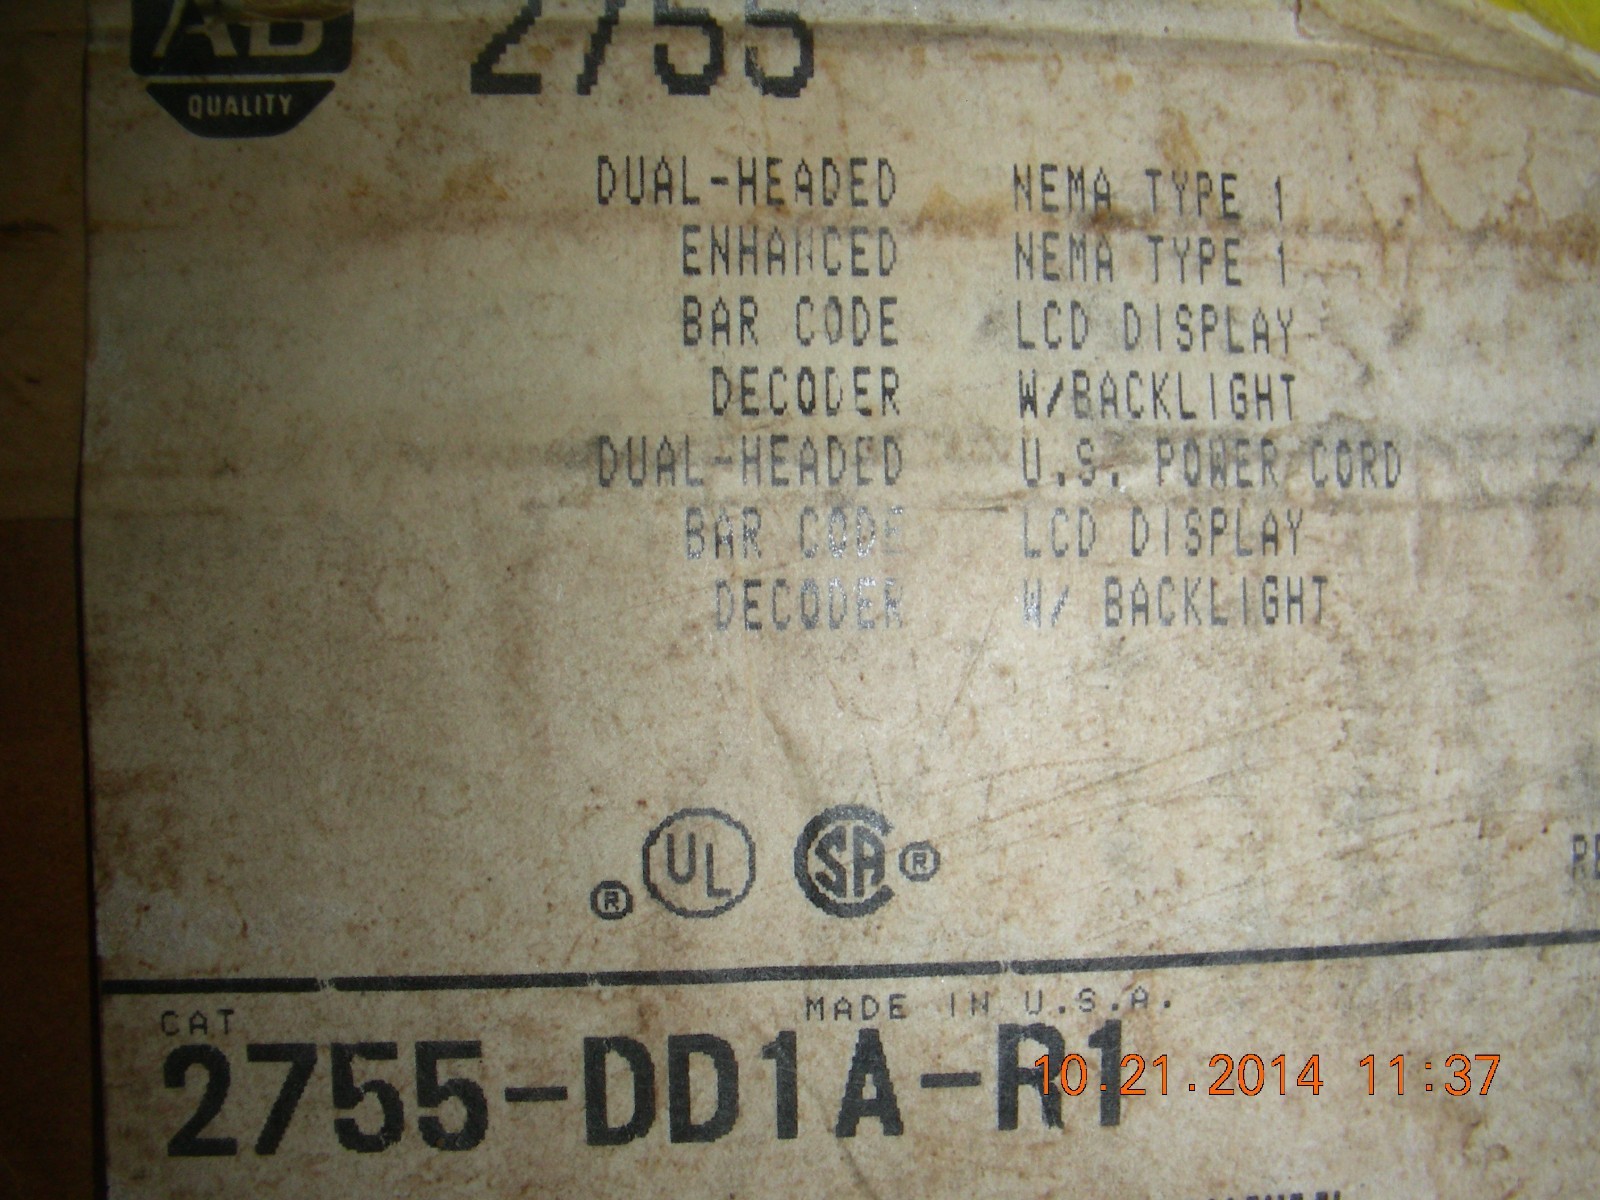 AB
QUALITY
2755
DUAL-HEADED NEMA TYPE 1
ENHANCED NEMA TYPE 1
BAR CODE LCD DISPLAY
DECODER W/BACKLIGHT
DUAL-HEADED U.S. POWER CORD
BAR CODE LCD DISPLAY
DECODER W/ BACKLIGHT
® UL SA ®
MADE IN U.S.A.
CAT
2755-DD1A-R1
10.21.2014 11:37